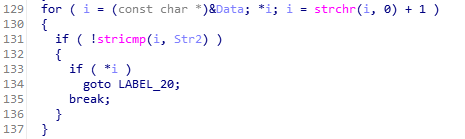 129 for ( i = (const char *)&Data; *i; i = strchr(i, 0) + 1 )
130 {
131 if ( !stricmp(i, Str2) )
132 {
133 if ( *i )
134 goto LABEL_20;
135 break;
136 }
137 }